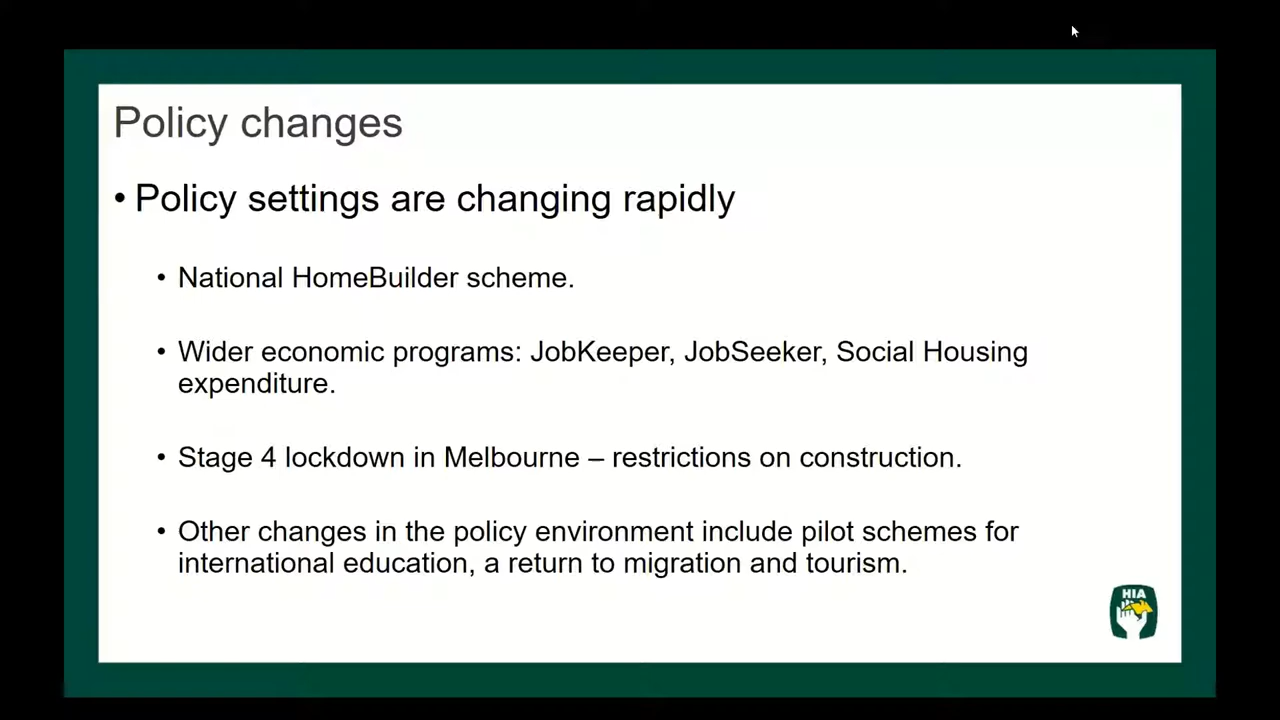 Policy changes
• Policy settings are changing rapidly
• National HomeBuilder scheme.
• Wider economic programs: JobKeeper, JobSeeker, Social Housing
expenditure.
• Stage 4 lockdown in Melbourne – restrictions on construction.
• Other changes in the policy environment include pilot schemes for
international education, a return to migration and tourism.
HIA